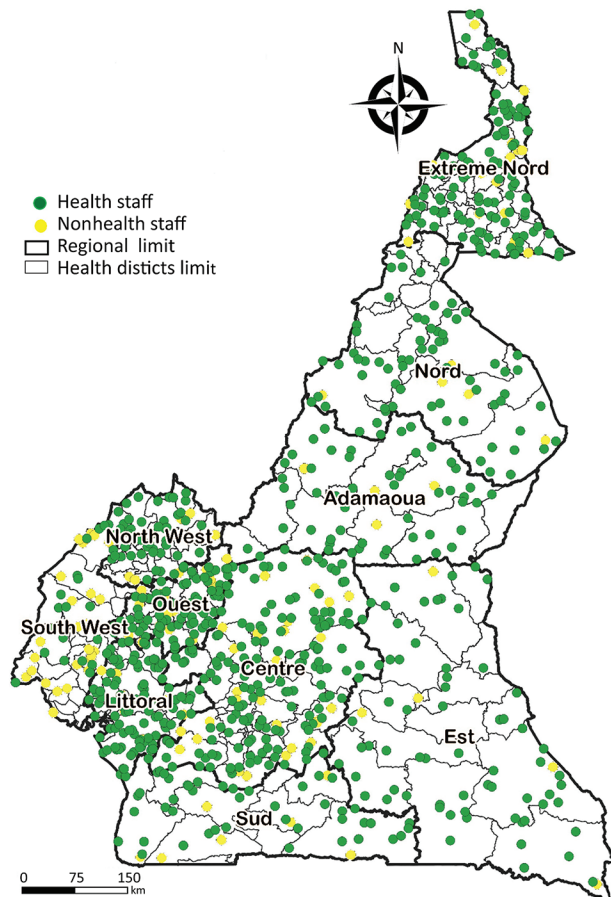 N
Extreme Nord
Health staff
Nonhealth staff
Regional limit
Health disticts limit
Nord
Adamaoua
North West
Ouest
South West
Centre
Littoral
Est
Sud
0 75 150
km